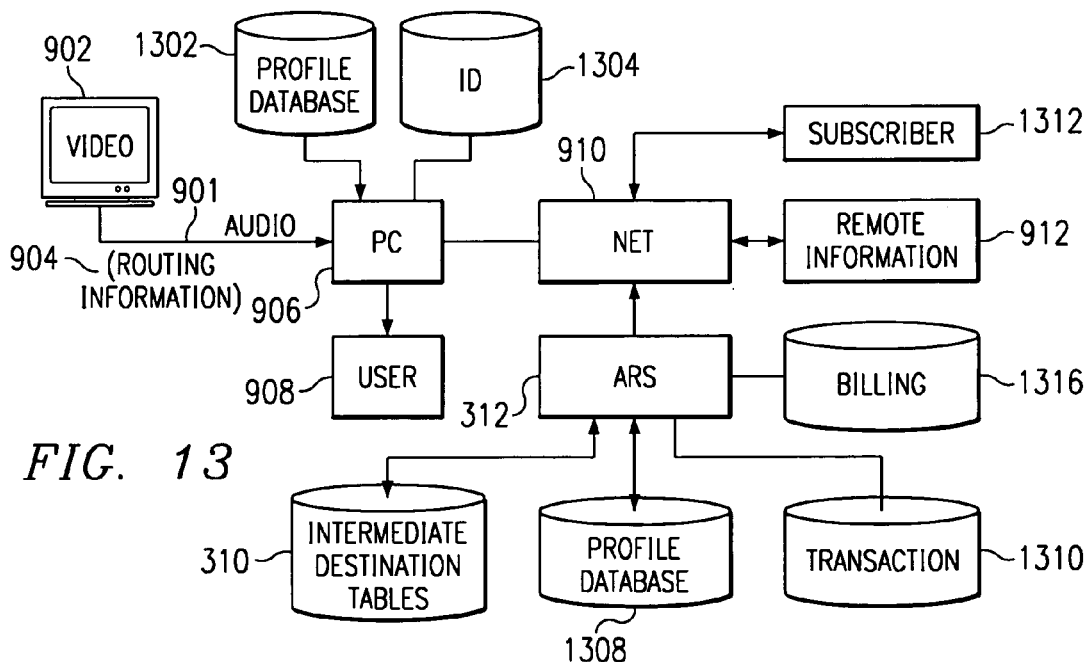 902
VIDEO
901
AUDIO
904
(ROUTING
INFORMATION)
1302
PROFILE
DATABASE
ID
1304
PC
906
USER
908
910
NET
SUBSCRIBER
1312
REMOTE
INFORMATION
912
312
ARS
BILLING
1316
FIG. 13
310
INTERMEDIATE
DESTINATION
TABLES
PROFILE
DATABASE
1308
TRANSACTION
1310